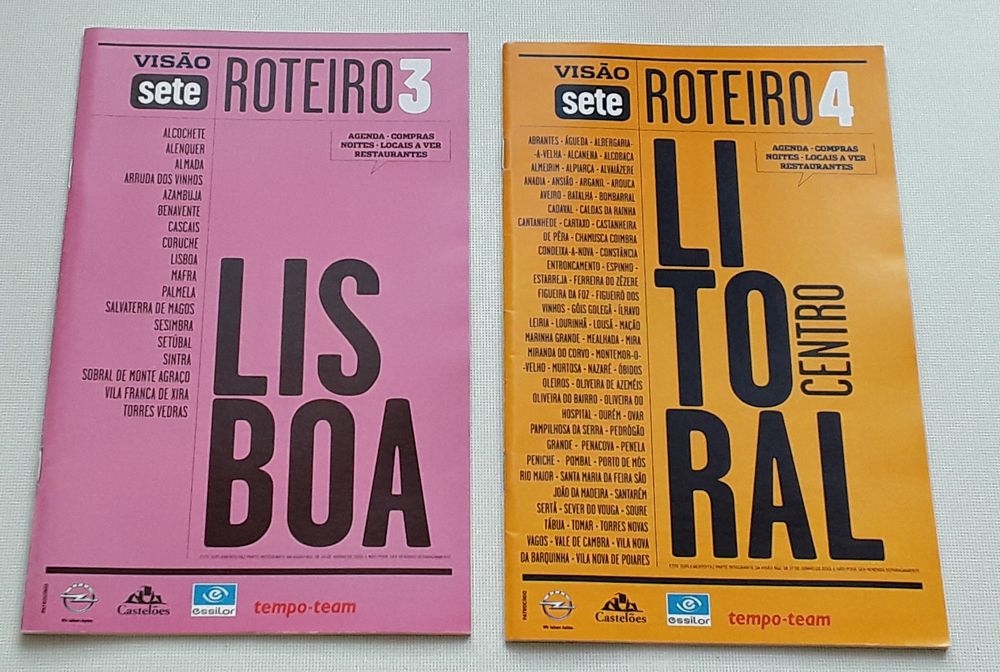 VISÃO
sete
ROTEIRO3
AGENDA · COMPRAS
NOITES · LOCAIS A VER
RESTAURANTES
ALCOCHETE
ALENQUER
ALMADA
ARRUDA DOS VINHOS
AZAMBUJA
BENAVENTE
CASCAIS
CORUCHE
LISBOA
MAFRA
PALMELA
SALVATERRA DE MAGOS
SESIMBRA
SETÚBAL
SINTRA
SOBRAL DE MONTE AGRAÇO
VILA FRANCA DE XIRA
TORRES VEDRAS
LIS
BOA
PATROCÍNIO
OPEL
Castelões
essilor
tempo-team
VISÃO
sete
ROTEIRO4
AGENDA · COMPRAS
NOITES · LOCAIS A VER
RESTAURANTES
ABRANTES - ÁGUEDA - ALBERGARIA-
-A-VELHA - ALCANENA - ALCOBAÇA
ALMEIRIM - ALPIARÇA - ALVAIÁZERE
ANADIA - ANSIÃO - ARGANIL - AROUCA
AVEIRO - BATALHA - BOMBARRAL
CADAVAL - CALDAS DA RAINHA
CANTANHEDE - CARTAXO - CASTANHEIRA
DE PÊRA - CHAMUSCA COIMBRA
CONDEIXA-A-NOVA - CONSTÂNCIA
ENTRONCAMENTO - ESPINHO -
ESTARREJA - FERREIRA DO ZÊZERE
FIGUEIRA DA FOZ - FIGUEIRÓ DOS
VINHOS - GÓIS GOLEGÃ - ÍLHAVO
LEIRIA - LOURINHÃ - LOUSÃ - MAÇÃO
MARINHA GRANDE - MEALHADA - MIRA
MIRANDA DO CORVO - MONTEMOR-O-
-VELHO - MURTOSA - NAZARÉ - ÓBIDOS
OLEIROS - OLIVEIRA DE AZEMÉIS
OLIVEIRA DO BAIRRO - OLIVEIRA DO
HOSPITAL - OURÉM - OVAR
PAMPILHOSA DA SERRA - PEDRÓGÃO
GRANDE - PENACOVA - PENELA
PENICHE - POMBAL - PORTO DE MÓS
RIO MAIOR - SANTA MARIA DA FEIRA SÃO
JOÃO DA MADEIRA - SANTARÉM
SERTÃ - SEVER DO VOUGA - SOURE
TÁBUA - TOMAR - TORRES NOVAS
VAGOS - VALE DE CAMBRA - VILA NOVA
DA BARQUINHA - VILA NOVA DE POIARES
LI
TO
RAL
CENTRO
PATROCÍNIO
Castelões
essilor
tempo-team